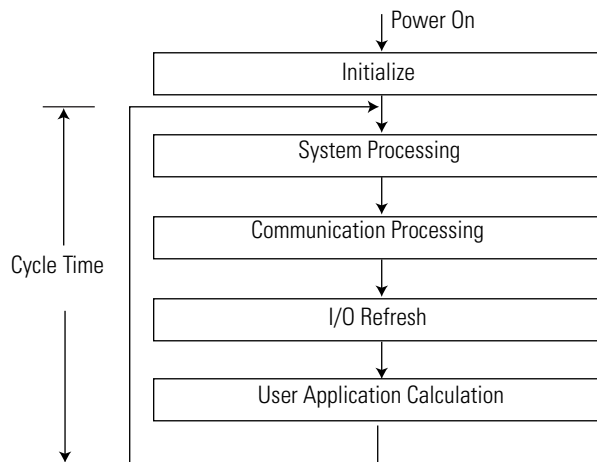 Power On
Initialize
System Processing
Communication Processing
Cycle Time
I/O Refresh
User Application Calculation